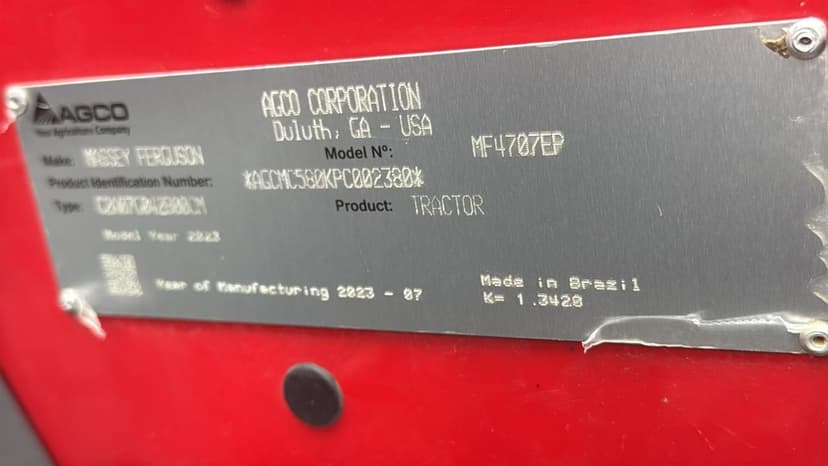 AGCO
Your Agriculture Company
AGCO CORPORATION
Duluth, GA - USA
Make: MASSEY FERGUSON
Model Nº: MF4707EP
Product Identification Number: *AGCMC580KPC002380*
Type:
Product: TRACTOR
Model Year 2023
Year of Manufacturing 2023 - 07
Made in Brazil
K= 1.3420